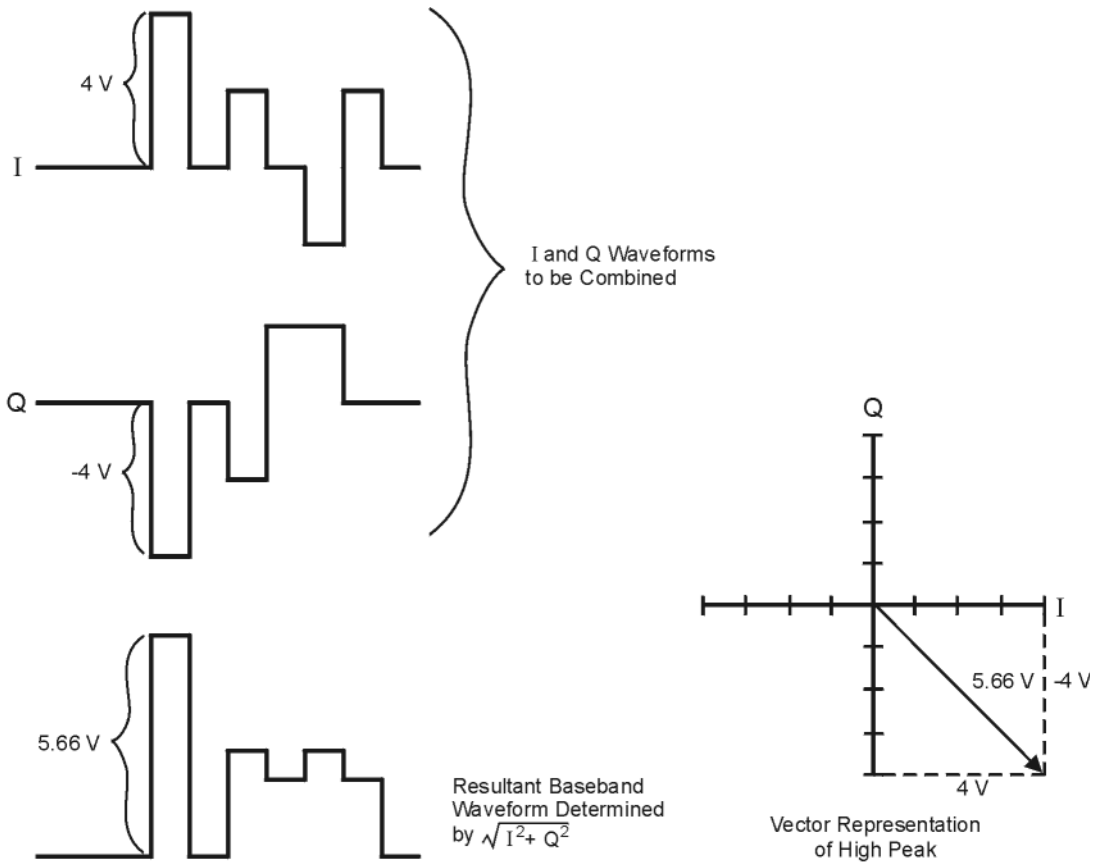 4 V
I
I and Q Waveforms
to be Combined
Q
-4 V
Q
I
5.66 V
-4 V
4 V
5.66 V
Resultant Baseband
Waveform Determined
by √I²+ Q²
Vector Representation
of High Peak